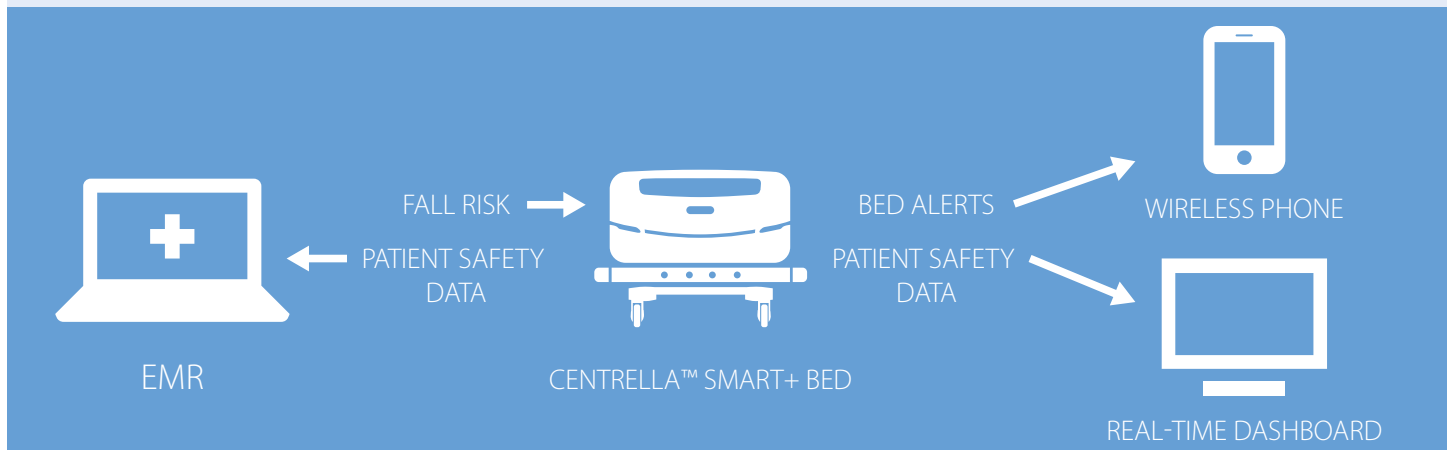 FALL RISK
PATIENT SAFETY
DATA
EMR
CENTRELLA™ SMART+ BED
BED ALERTS
PATIENT SAFETY
DATA
WIRELESS PHONE
REAL-TIME DASHBOARD